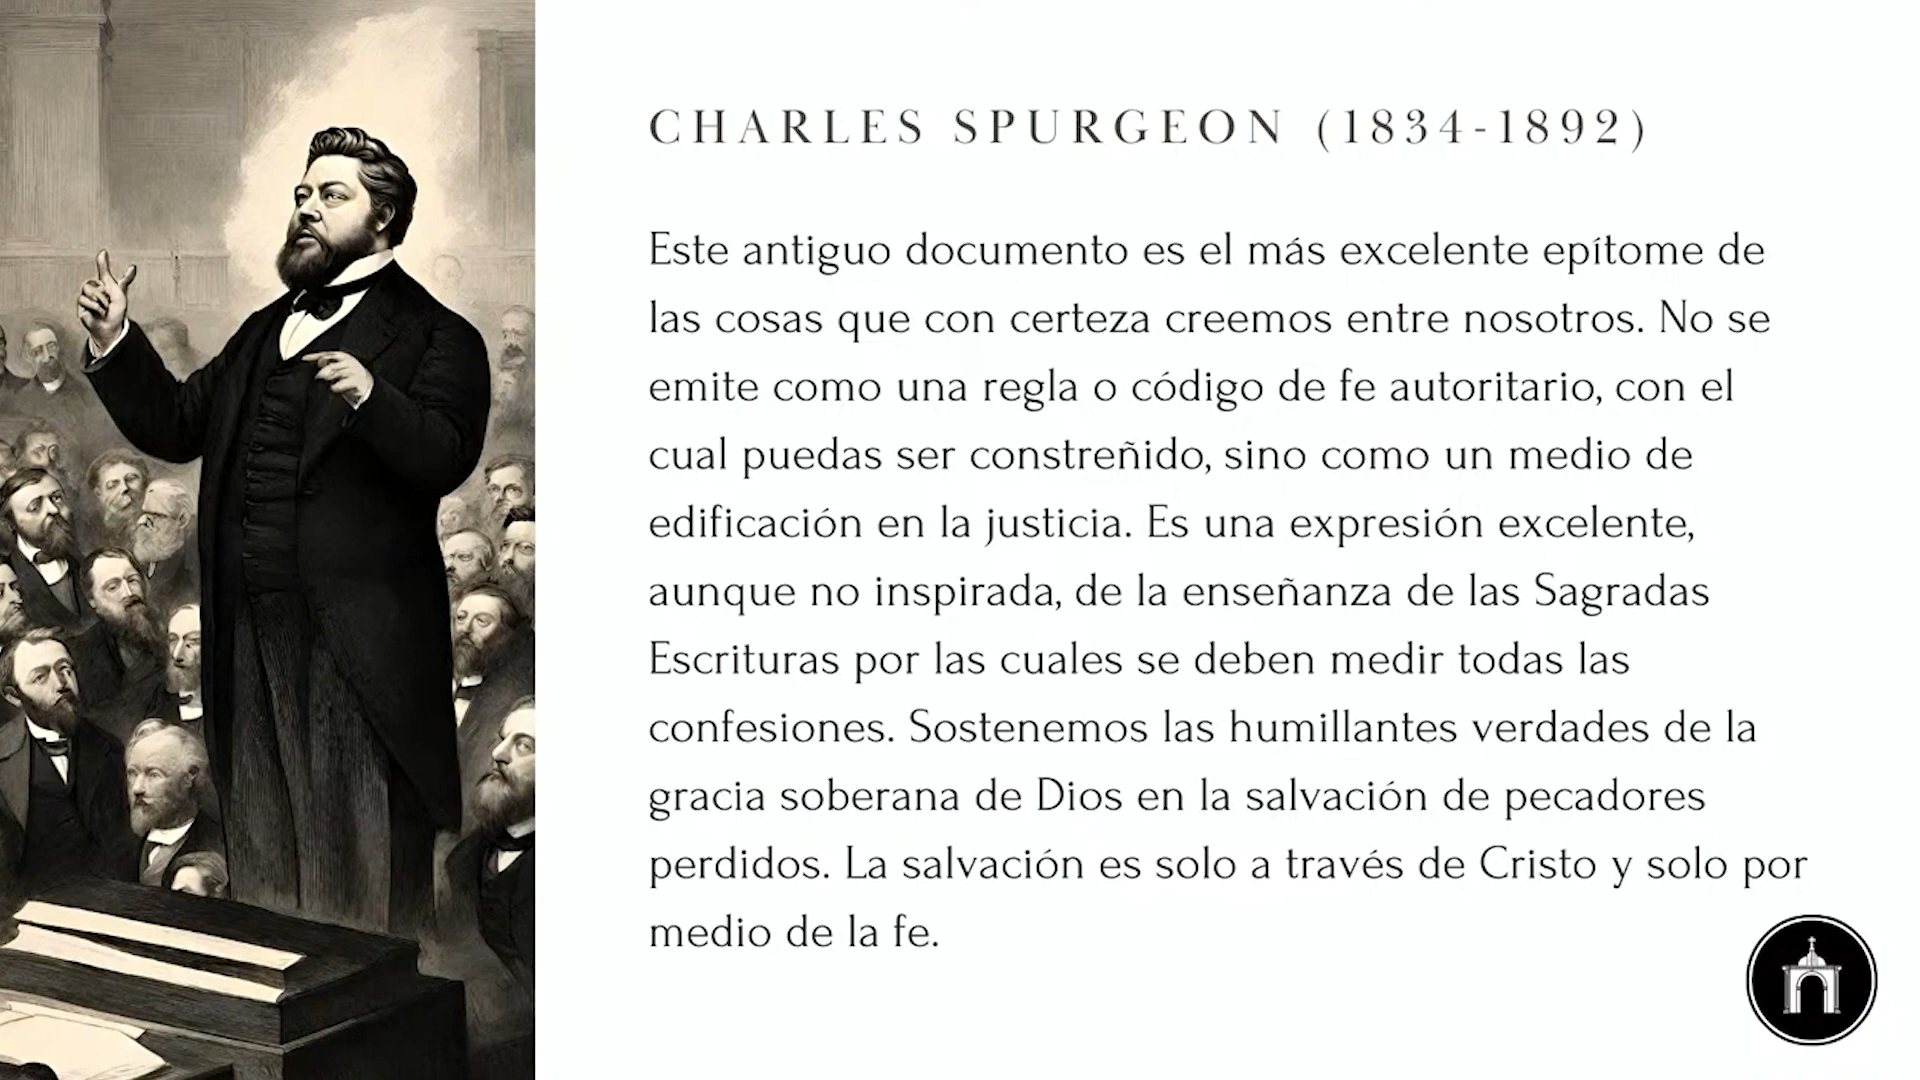 CHARLES SPURGEON (1834-1892)
Este antiguo documento es el más excelente epítome de
las cosas que con certeza creemos entre nosotros. No se
emite como una regla o código de fe autoritario, con el
cual puedas ser constreñido, sino como un medio de
edificación en la justicia. Es una expresión excelente,
aunque no inspirada, de la enseñanza de las Sagradas
Escrituras por las cuales se deben medir todas las
confesiones. Sostenemos las humillantes verdades de la
gracia soberana de Dios en la salvación de pecadores
perdidos. La salvación es solo a través de Cristo y solo por
medio de la fe.